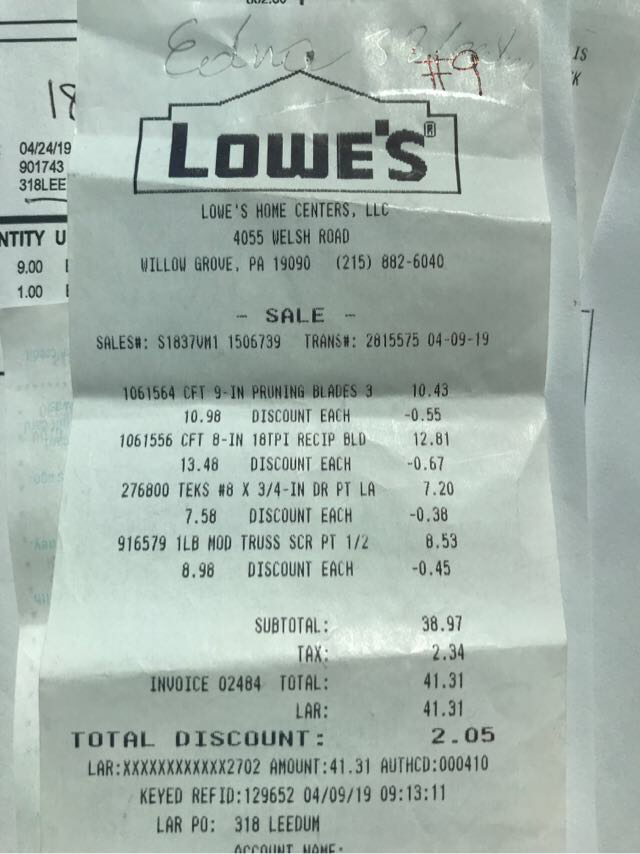 Edna
#9
18
IS
K
04/24/19
901743
318LEE
NTITY U
9.00
1.00
LOWE'S®
LOWE'S HOME CENTERS, LLC
4055 WELSH ROAD
WILLOW GROVE, PA 19090 (215) 882-6040
- SALE -
SALES#: S1837VM1 1506739 TRANS#: 2815575 04-09-19
1061564 CFT 9-IN PRUNING BLADES 3 10.43
10.98 DISCOUNT EACH -0.55
1061556 CFT 8-IN 18TPI RECIP BLD 12.81
13.48 DISCOUNT EACH -0.67
276800 TEKS #8 X 3/4-IN DR PT LA 7.20
7.58 DISCOUNT EACH -0.38
916579 1LB MOD TRUSS SCR PT 1/2 8.53
8.98 DISCOUNT EACH -0.45
SUBTOTAL: 38.97
TAX: 2.34
INVOICE 02484 TOTAL: 41.31
LAR: 41.31
TOTAL DISCOUNT: 2.05
LAR:XXXXXXXXXXXX2702 AMOUNT:41.31 AUTHCD:000410
KEYED REFID:129652 04/09/19 09:13:11
LAR PO: 318 LEEDUM
ACCOUNT NAME: